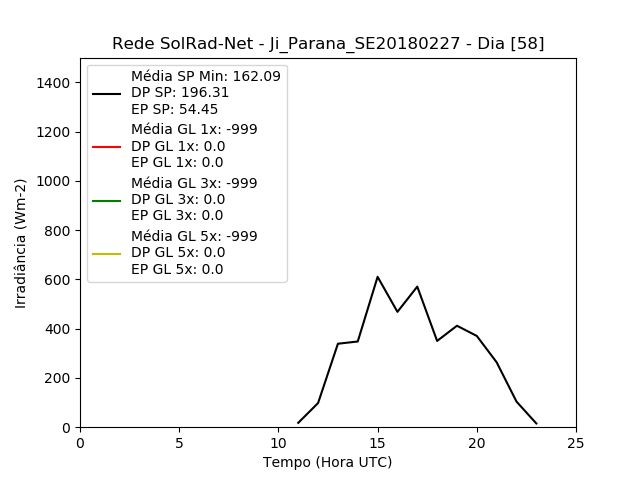 Rede SolRad-Net - Ji_Parana_SE20180227 - Dia [58]
Média SP Min: 162.09
DP SP: 196.31
EP SP: 54.45
Média GL 1x: -999
DP GL 1x: 0.0
EP GL 1x: 0.0
Média GL 3x: -999
DP GL 3x: 0.0
EP GL 3x: 0.0
Média GL 5x: -999
DP GL 5x: 0.0
EP GL 5x: 0.0
Irradiância (Wm-2)
1400
1200
1000
800
600
400
200
0
0 5 10 15 20 25
Tempo (Hora UTC)